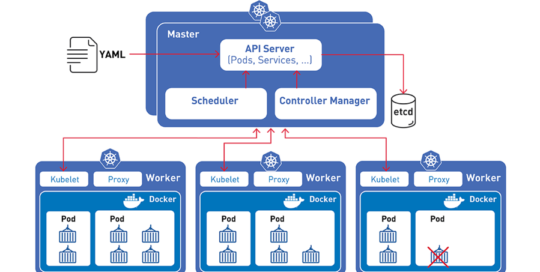 Master
YAML
API Server
(Pods, Services, ...)
Scheduler
Controller Manager
etcd
Kubelet
Proxy
Worker
Docker
Pod
Pod
Kubelet
Proxy
Worker
Docker
Pod
Pod
Kubelet
Proxy
Worker
Docker
Pod
Pod